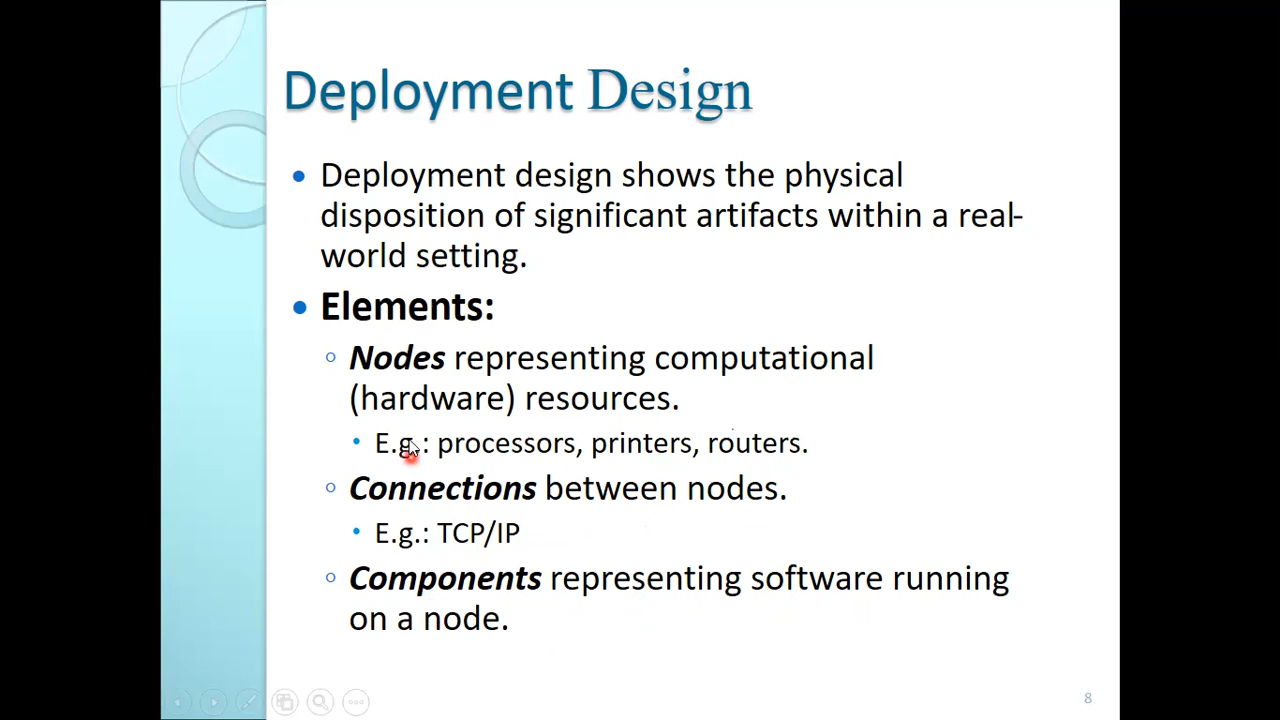 Deployment Design
Deployment design shows the physical
disposition of significant artifacts within a real-
world setting.
Elements:
Nodes representing computational
(hardware) resources.
E.g.: processors, printers, routers.
Connections between nodes.
E.g.: TCP/IP
Components representing software running
on a node.
8